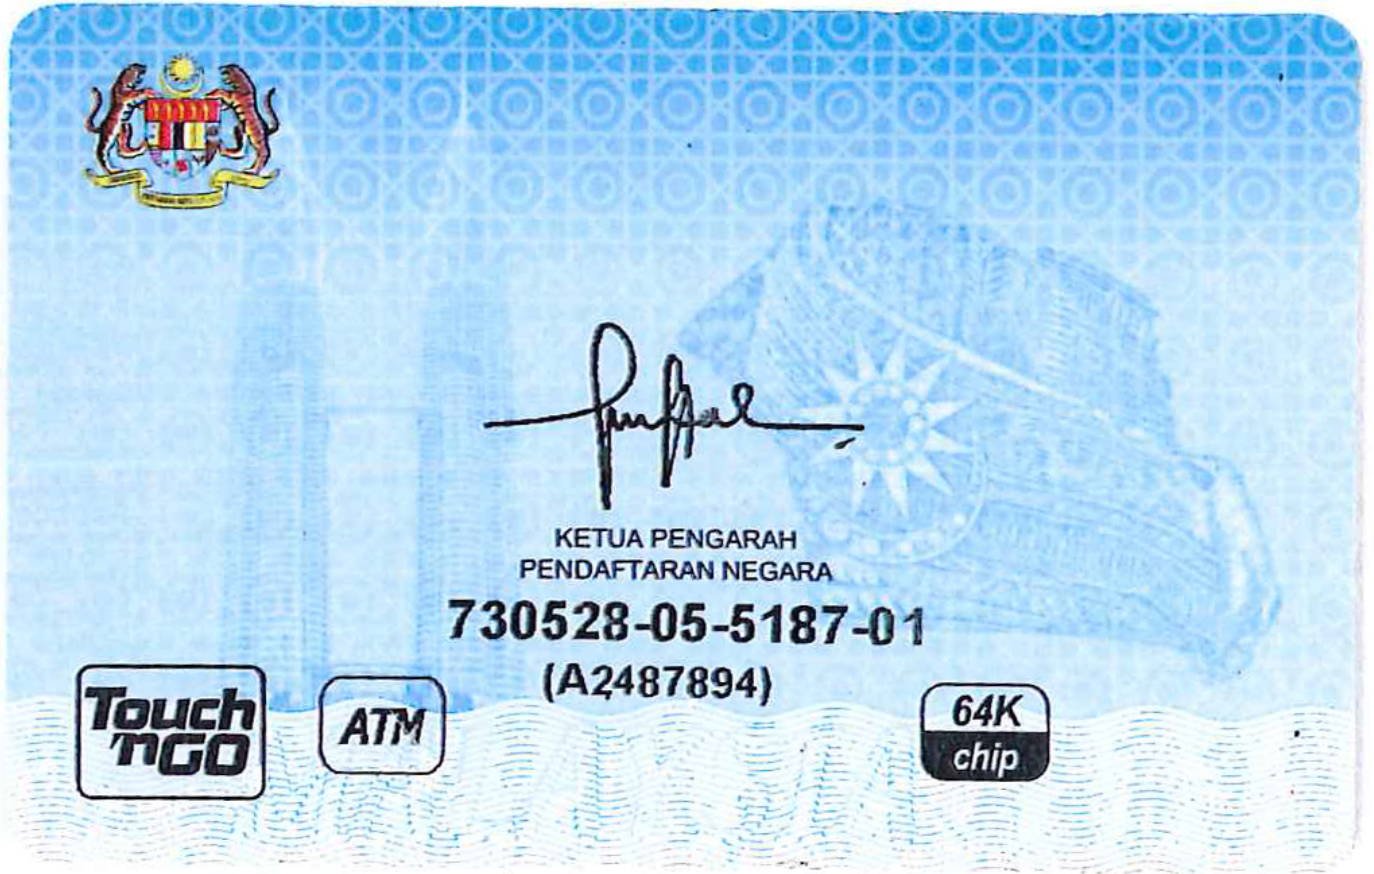 KETUA PENGARAH
PENDAFTARAN NEGARA
730528-05-5187-01
(A2487894)
Touch
'nGO
ATM
64K
chip